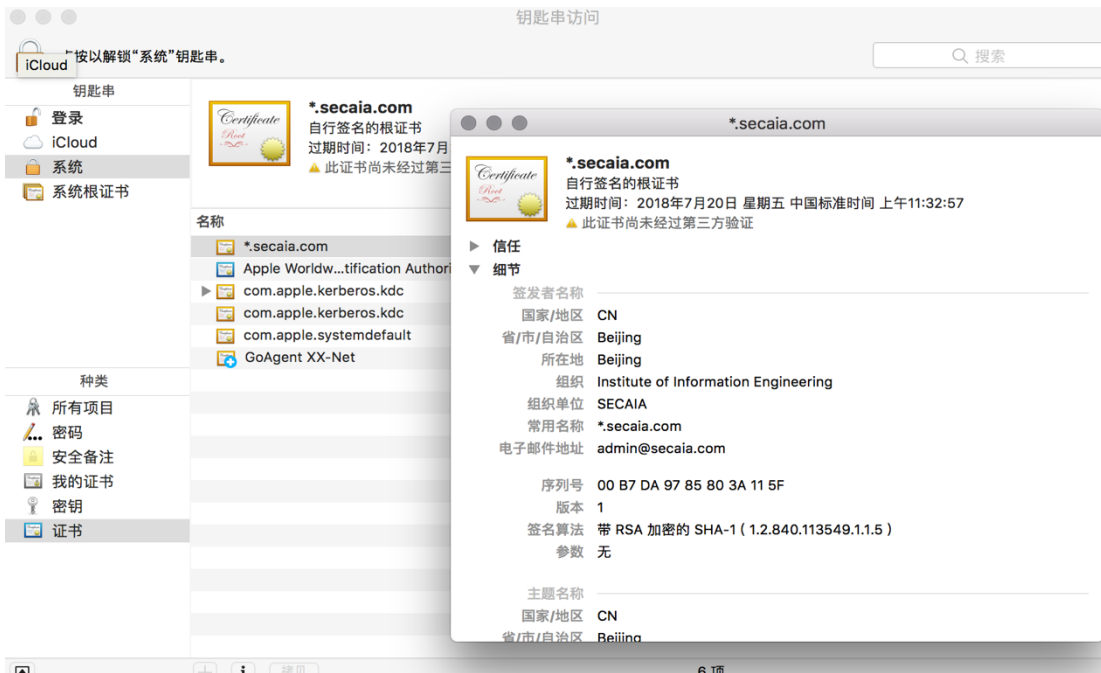 钥匙串访问
点按以解锁“系统”钥匙串。
iCloud
搜索
钥匙串
登录
iCloud
系统
系统根证书
种类
所有项目
密码
安全备注
我的证书
密钥
证书
Certificate
Root
*.secaia.com
自行签名的根证书
过期时间：2018年7月
此证书尚未经过第三
名称
*.secaia.com
Apple Worldw...tification Authori
com.apple.kerberos.kdc
com.apple.kerberos.kdc
com.apple.systemdefault
GoAgent XX-Net
拷贝
6 项
*.secaia.com
Certificate
Root
*.secaia.com
自行签名的根证书
过期时间：2018年7月20日 星期五 中国标准时间 上午11:32:57
此证书尚未经过第三方验证
信任
细节
签发者名称
国家/地区 CN
省/市/自治区 Beijing
所在地 Beijing
组织 Institute of Information Engineering
组织单位 SECAIA
常用名称 *.secaia.com
电子邮件地址 admin@secaia.com
序列号 00 B7 DA 97 85 80 3A 11 5F
版本 1
签名算法 带 RSA 加密的 SHA-1 ( 1.2.840.113549.1.1.5 )
参数 无
主题名称
国家/地区 CN
省/市/自治区 Beijing